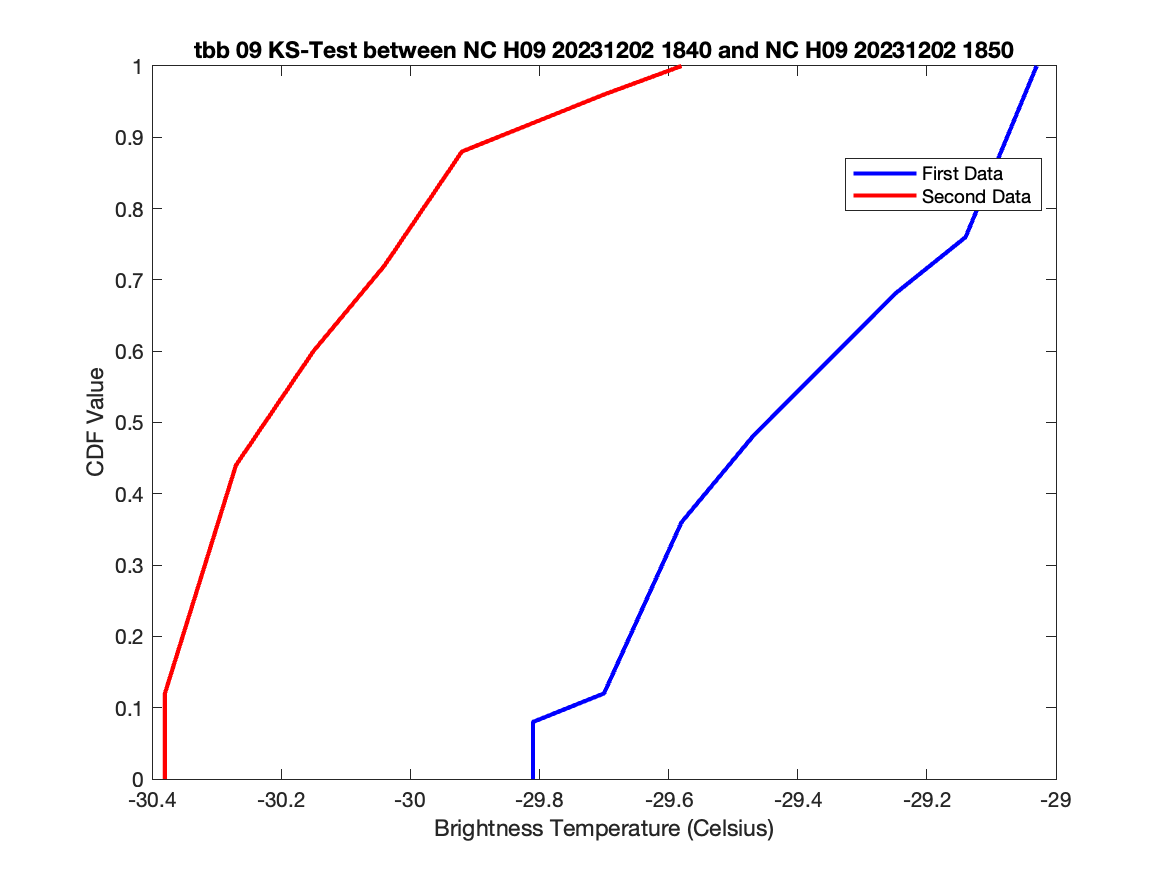 tbb 09 KS-Test between NC H09 20231202 1840 and NC H09 20231202 1850
1
0.9
0.8
0.7
0.6
0.5
0.4
0.3
0.2
0.1
0
CDF Value
First Data
Second Data
-30.4 -30.2 -30 -29.8 -29.6 -29.4 -29.2 -29
Brightness Temperature (Celsius)